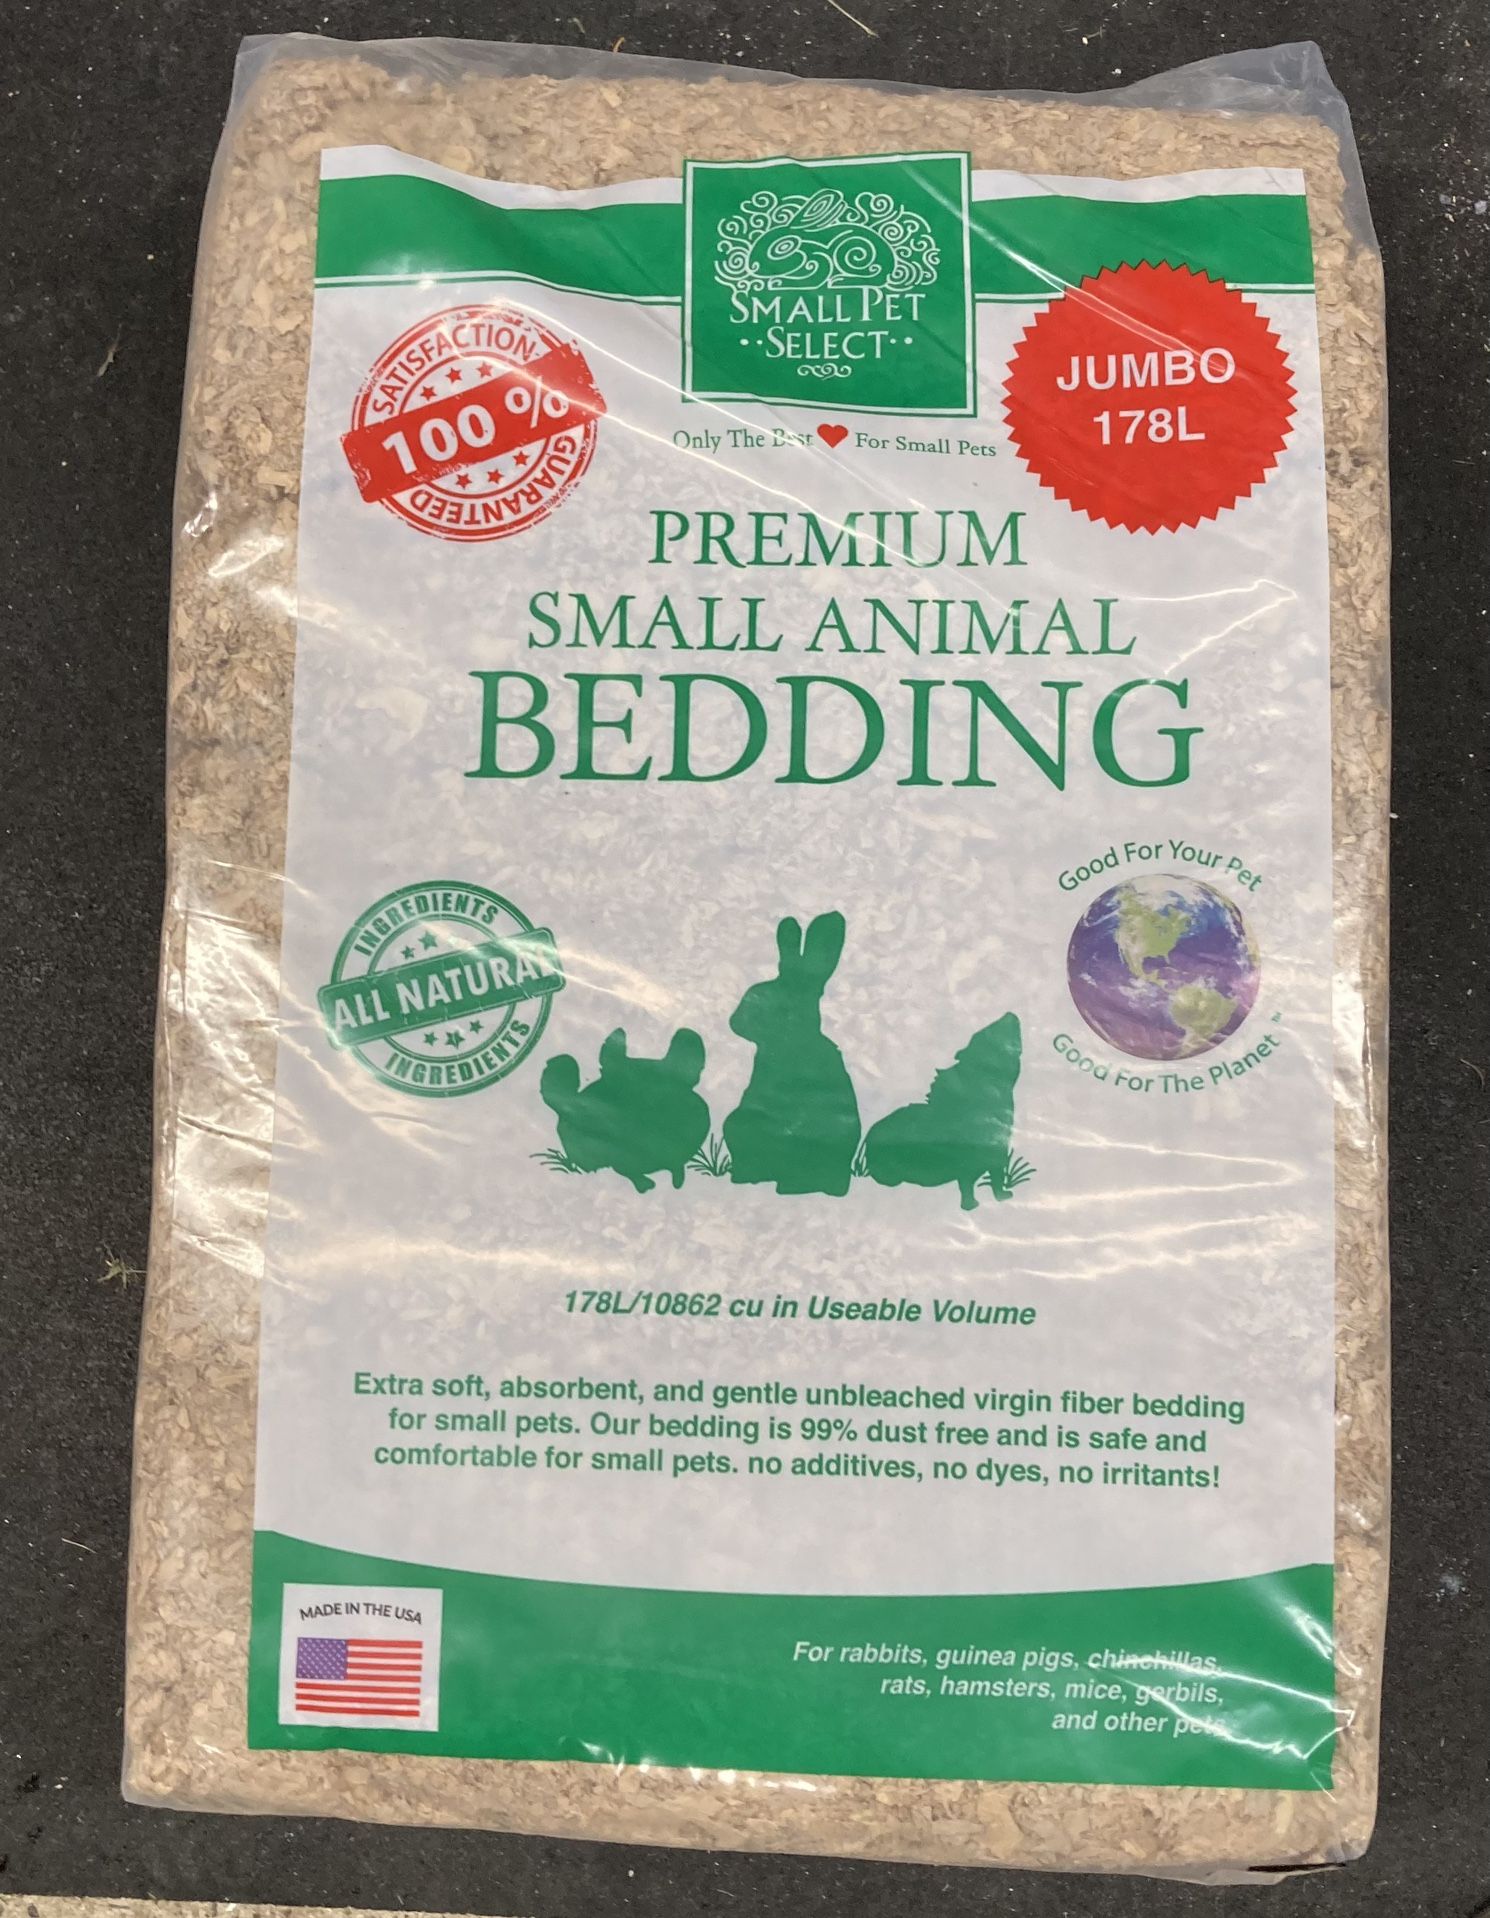 SMALL PET
··SELECT··
Only The Best For Small Pets
SATISFACTION
100 %
GUARANTEED
JUMBO
178L
PREMIUM
SMALL ANIMAL
BEDDING
INGREDIENTS
ALL NATURAL
INGREDIENTS
Good For Your Pet
Good For The Planet ™
178L/10862 cu in Useable Volume
Extra soft, absorbent, and gentle unbleached virgin fiber bedding
for small pets. Our bedding is 99% dust free and is safe and
comfortable for small pets. no additives, no dyes, no irritants!
MADE IN THE USA
For rabbits, guinea pigs, chinchillas,
rats, hamsters, mice, gerbils,
and other pets